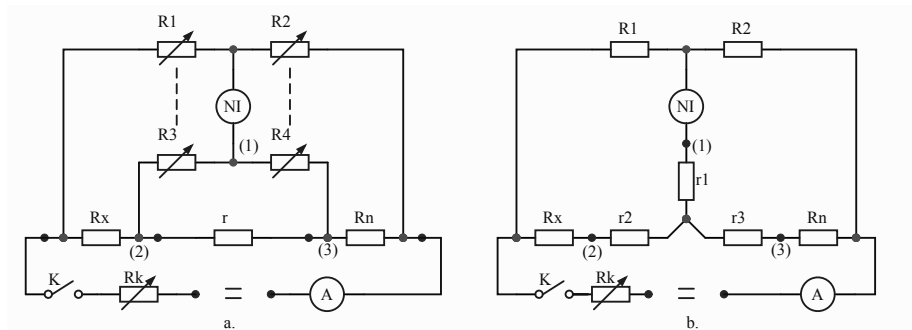 R1 R2
NI
R3 (1) R4
Rx r Rn
(2) (3)
K Rk A
a.
R1 R2
NI
(1)
r1
Rx r2 r3 Rn
(2) (3)
K Rk A
b.